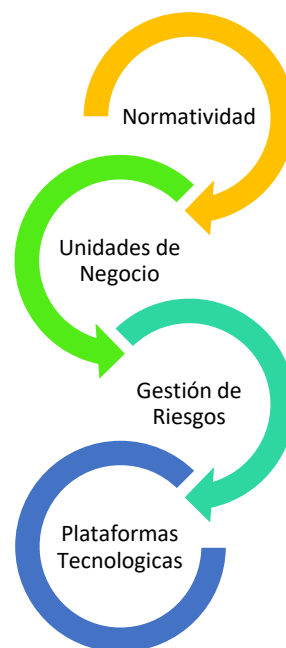 Normatividad
Unidades de
Negocio
Gestión de
Riesgos
Plataformas
Tecnologicas